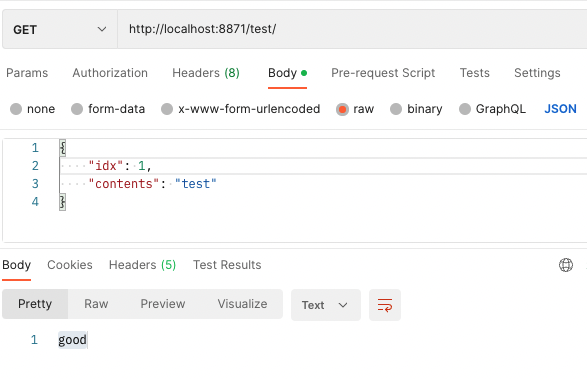 GET http://localhost:8871/test/
Params Authorization Headers (8) Body Pre-request Script Tests Settings
none form-data x-www-form-urlencoded raw binary GraphQL JSON
1 {
2 "idx": 1,
3 "contents": "test"
4 }
Body Cookies Headers (5) Test Results
Pretty Raw Preview Visualize Text
1 good